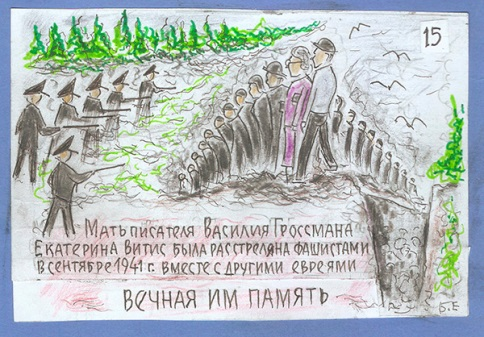 15
Мать писателя Василия Гроссмана
Екатерина Витис была расстреляна фашистами
в сентябре 1941 г. вместе с другими евреями
Вечная им память
Б.Е